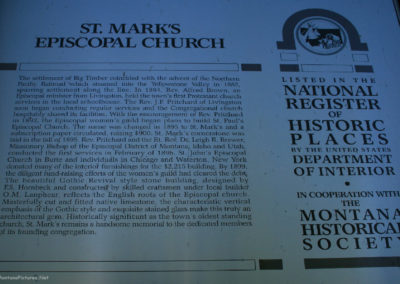 ST. MARK'S
EPISCOPAL CHURCH
The settlement of Big Timber coincided with the advent of the Northern
Pacific Railroad which steamed into the Yellowstone Valley in 1882,
spurring settlement along the line. In 1884, Rev. Alfred Brown, an
Episcopal minister from Livingston, held the town's first Protestant church
services in the local schoolhouse. The Rev. J.F. Pritchard of Livingston
soon began conducting regular services and the Congregational church
hospitably shared its facilities. With the encouragement of Rev. Pritchard
in 1892, the Episcopal women's guild began plans to build St. Paul's
Episcopal Church. The name was changed in 1895 to St. Mark's and a
subscription paper circulated, raising $900. St. Mark's cornerstone was
laid in the fall of 1895. Rev. Pritchard and the Rt. Rev. Dr. Leigh R. Brewer,
Missionary Bishop of the Episcopal District of Montana, Idaho and Utah,
conducted the first services in February of 1896. St. John's Episcopal
Church in Butte and individuals in Chicago and Waterton, New York
donated many of the interior furnishings for the $2,215 building. By 1899,
the diligent fund-raising efforts of the women's guild had cleared the debt.
The beautiful Gothic Revival style stone building, designed by
F.S. Hornbeck and constructed by skilled craftsmen under local builder
O.M. Lanphear, reflects the English roots of the Episcopal church.
Masterfully cut and fitted native limestone, the characteristic vertical
emphasis of the Gothic style and exquisite stained glass make this truly an
architectural gem. Historically significant as the town's oldest standing
church, St. Mark's remains a handsome memorial to the dedicated members
of its founding congregation.
LISTED IN THE
NATIONAL
REGISTER
OF
HISTORIC
PLACES
BY THE UNITED STATES
DEPARTMENT
OF INTERIOR
IN COOPERATION WITH
THE
MONTANA
HISTORICAL
SOCIETY
MontanaPictures.Net